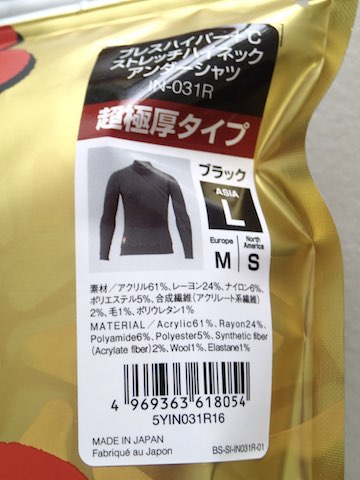 ブレスハイパー+℃
ストレッチハイネック
アンダーシャツ
IN-031R
超極厚タイプ
ブラック
ASIA
L
Europe
M
North America
S
素材/アクリル61%、レーヨン24%、ナイロン6%、
ポリエステル5%、合成繊維(アクリレート系繊維)
2%、毛1%、ポリウレタン1%
MATERIAL / Acrylic61%, Rayon24%,
Polyamide6%, Polyester5%, Synthetic fiber
(Acrylate fiber)2%, Wool1%, Elastane1%
4 969363 618054
5YIN031R16
MADE IN JAPAN
Fabriqué au Japon
BS-SI-IN031R-01